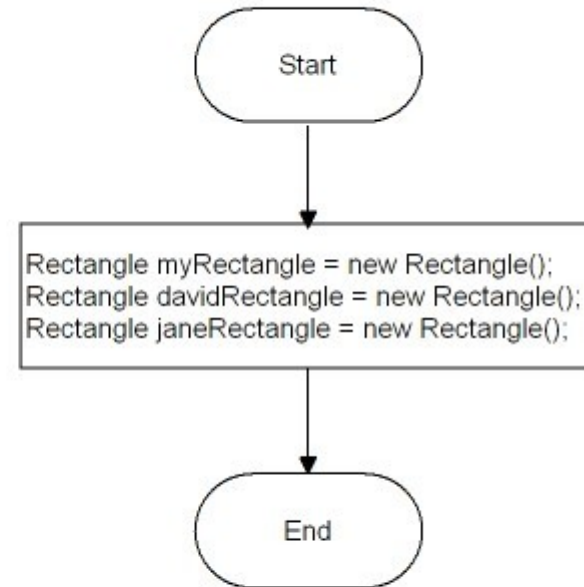 Start
Rectangle myRectangle = new Rectangle();
Rectangle davidRectangle = new Rectangle();
Rectangle janeRectangle = new Rectangle();
End